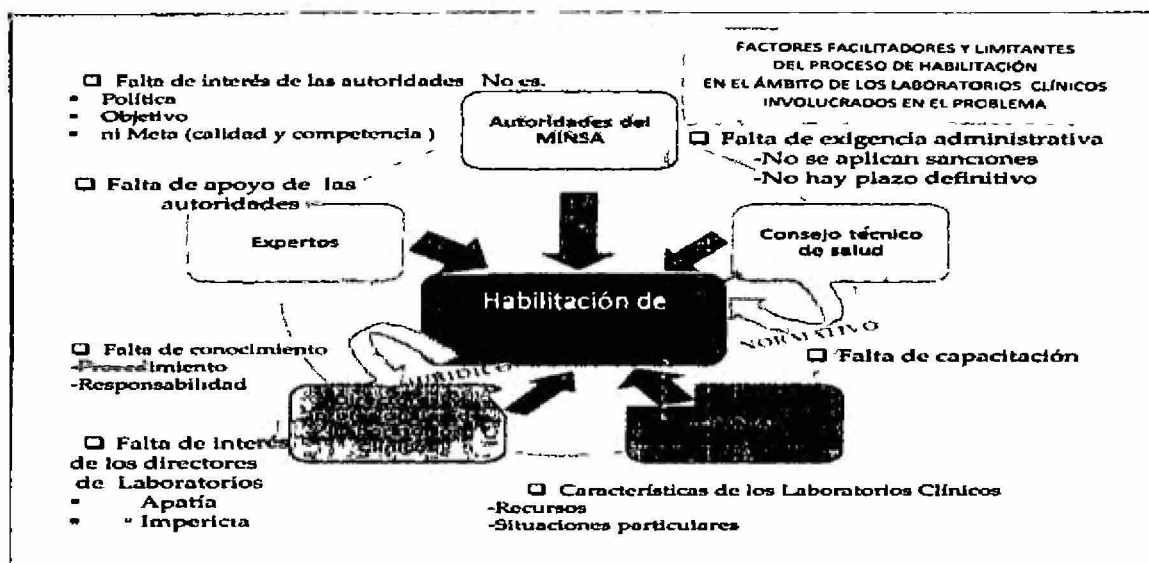 FACTORES FACILITADORES Y LIMITANTES
DEL PROCESO DE HABILITACIÓN
EN EL ÁMBITO DE LOS LABORATORIOS CLÍNICOS
INVOLUCRADOS EN EL PROBLEMA
❑ Falta de interés de las autoridades No es.
▪ Política
▪ Objetivo
▪ ni Meta (calidad y competencia )
Autoridades del
MINSA
❑ Falta de exigencia administrativa
-No se aplican sanciones
-No hay plazo definitivo
❑ Falta de apoyo de las
autoridades
Expertos
Consejo técnico
de salud
Habilitación de
NORMATIVO
JURIDICO
❑ Falta de conocimiento
-Procedimiento
-Responsabilidad
❑ Falta de capacitación
❑ Falta de interés
de los directores
de Laboratorios
▪ Apatía
▪ Impericia
❑ Características de los Laboratorios Clínicos
-Recursos
-Situaciones particulares